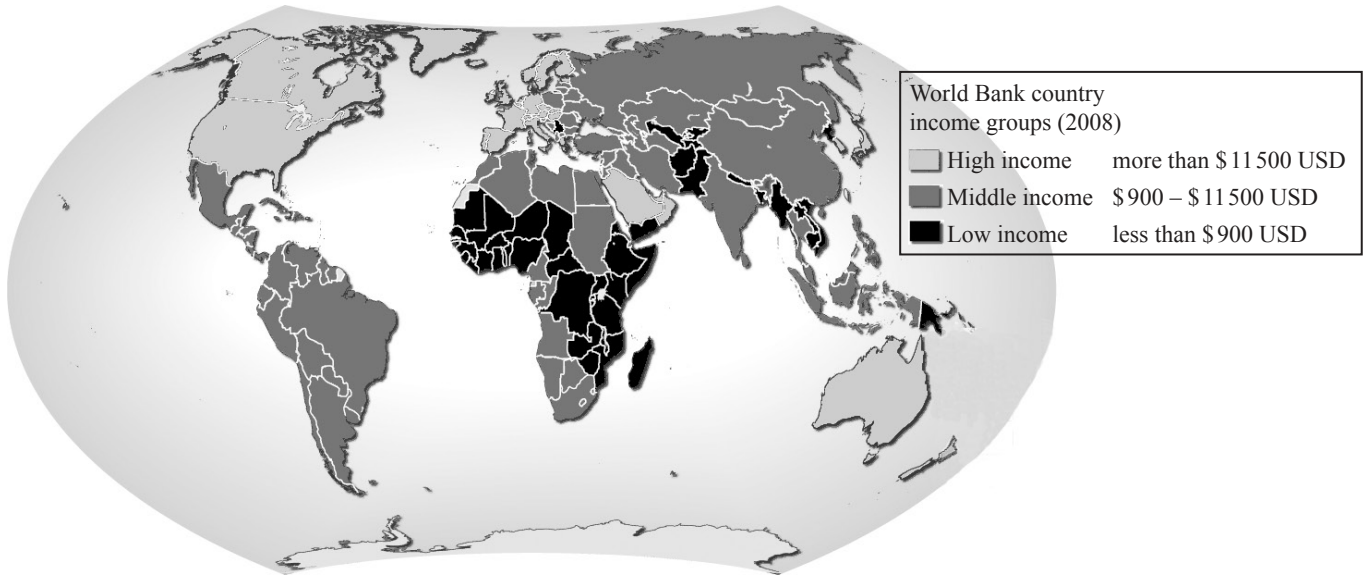 World Bank country
income groups (2008)
High income more than $ 11 500 USD
Middle income $ 900 – $ 11 500 USD
Low income less than $ 900 USD